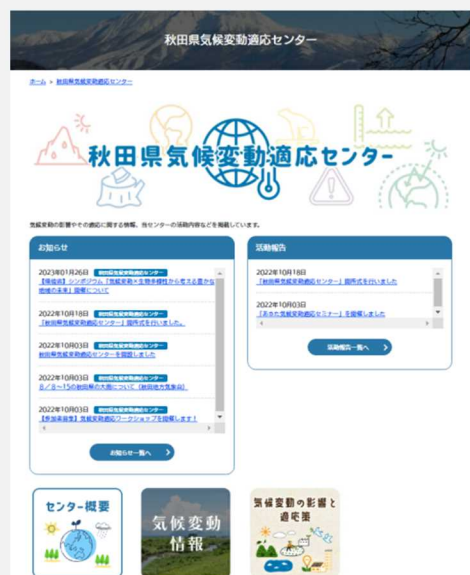 秋田県気候変動適応センター
ホーム > 秋田県気候変動適応センター
秋田県気候変動適応センター
気候変動の影響やその適応に関する情報、当センターの活動内容などを掲載しています。
お知らせ
2023年01月26日 秋田県気候変動適応センター
【環境省】シンポジウム「気候変動×生物多様性から考える豊かな
地域の未来」開催について
2022年10月18日 秋田県気候変動適応センター
「秋田県気候変動適応センター」開所式を行いました。
2022年10月03日 秋田県気候変動適応センター
秋田県気候変動適応センターを開設しました
2022年10月03日 秋田県気候変動適応センター
8/8~15の秋田県の大雨について(秋田地方気象台)
2022年10月03日 秋田県気候変動適応センター
【参加者募集】気候変動適応ワークショップを開催します!
お知らせ一覧へ
活動報告
2022年10月18日
「秋田県気候変動適応センター」開所式を行いました
2022年10月03日
「あきた気候変動適応セミナー」を開催しました
活動報告一覧へ
センター概要
気候変動
情報
気候変動の影響と
適応策